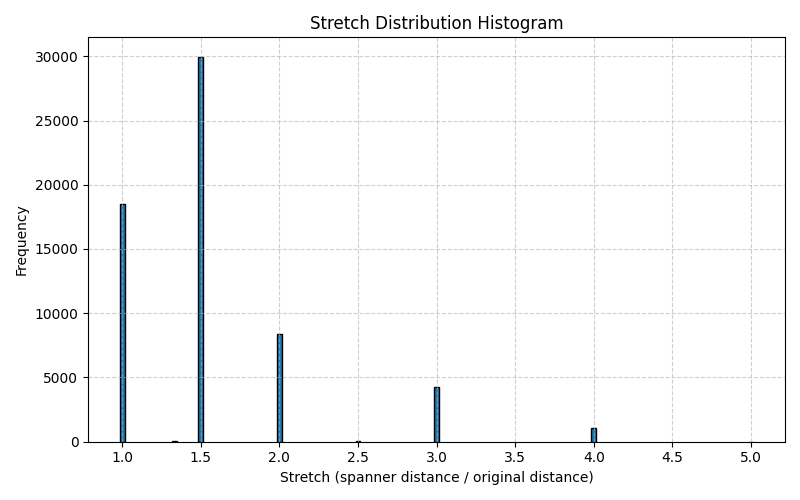 Stretch Distribution Histogram
Frequency
30000
25000
20000
15000
10000
5000
0
1.0 1.5 2.0 2.5 3.0 3.5 4.0 4.5 5.0
Stretch (spanner distance / original distance)